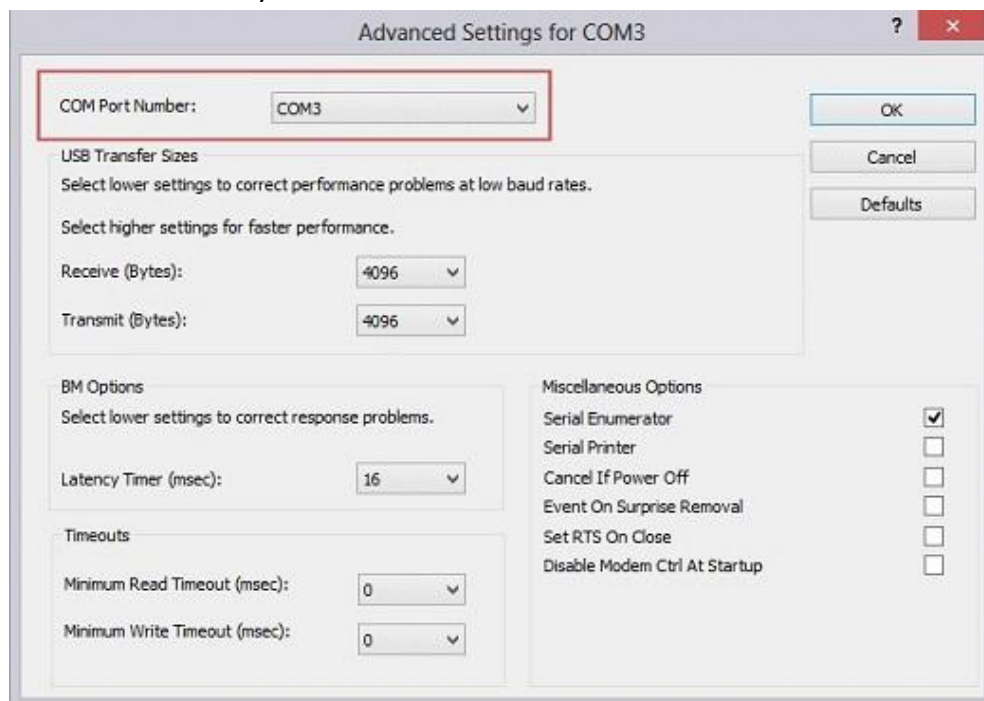 Advanced Settings for COM3
?
×
COM Port Number:
COM3
OK
Cancel
Defaults
USB Transfer Sizes
Select lower settings to correct performance problems at low baud rates.
Select higher settings for faster performance.
Receive (Bytes):
4096
Transmit (Bytes):
4096
BM Options
Select lower settings to correct response problems.
Latency Timer (msec):
16
Timeouts
Minimum Read Timeout (msec):
0
Minimum Write Timeout (msec):
0
Miscellaneous Options
Serial Enumerator
Serial Printer
Cancel If Power Off
Event On Surprise Removal
Set RTS On Close
Disable Modem Ctrl At Startup